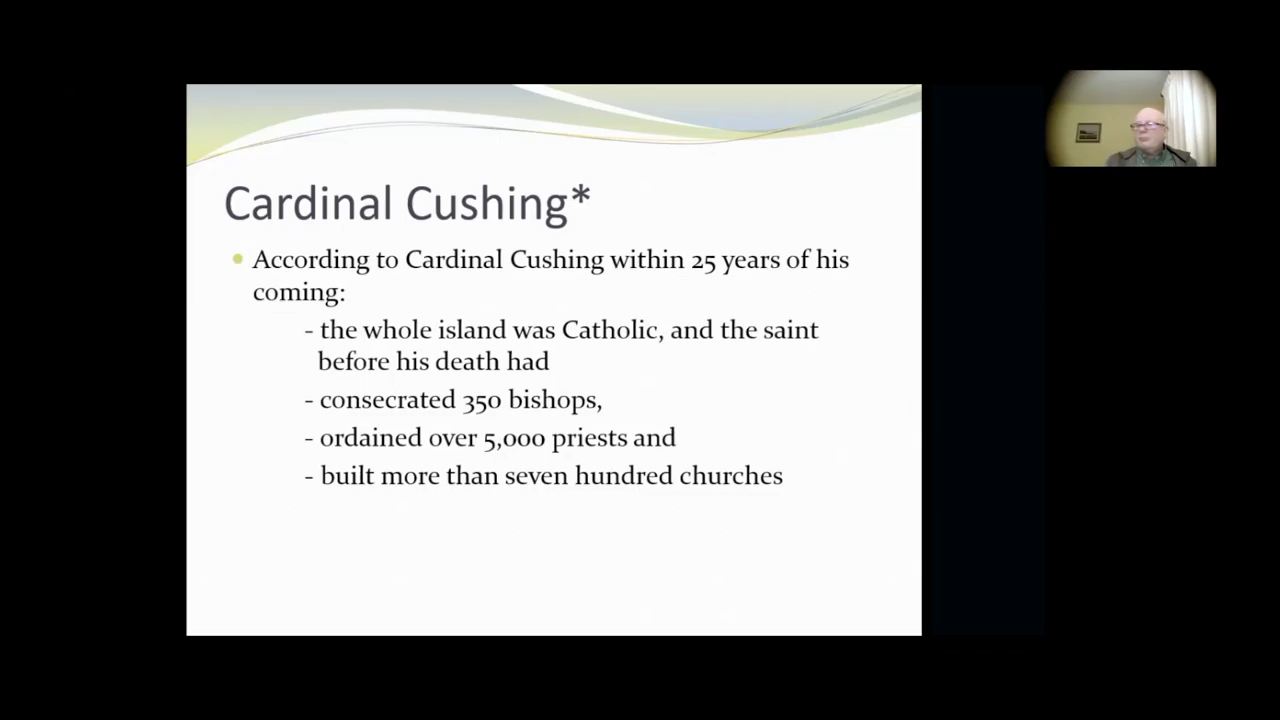 Cardinal Cushing*
According to Cardinal Cushing within 25 years of his
coming:
- the whole island was Catholic, and the saint
before his death had
- consecrated 350 bishops,
- ordained over 5,000 priests and
- built more than seven hundred churches